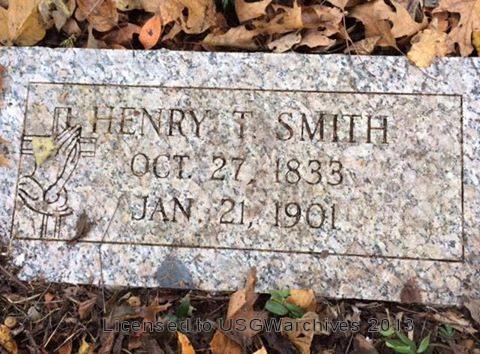 HENRY T. SMITH
OCT. 27, 1833
JAN. 21, 1901
Licensed to USGWarchives 2013